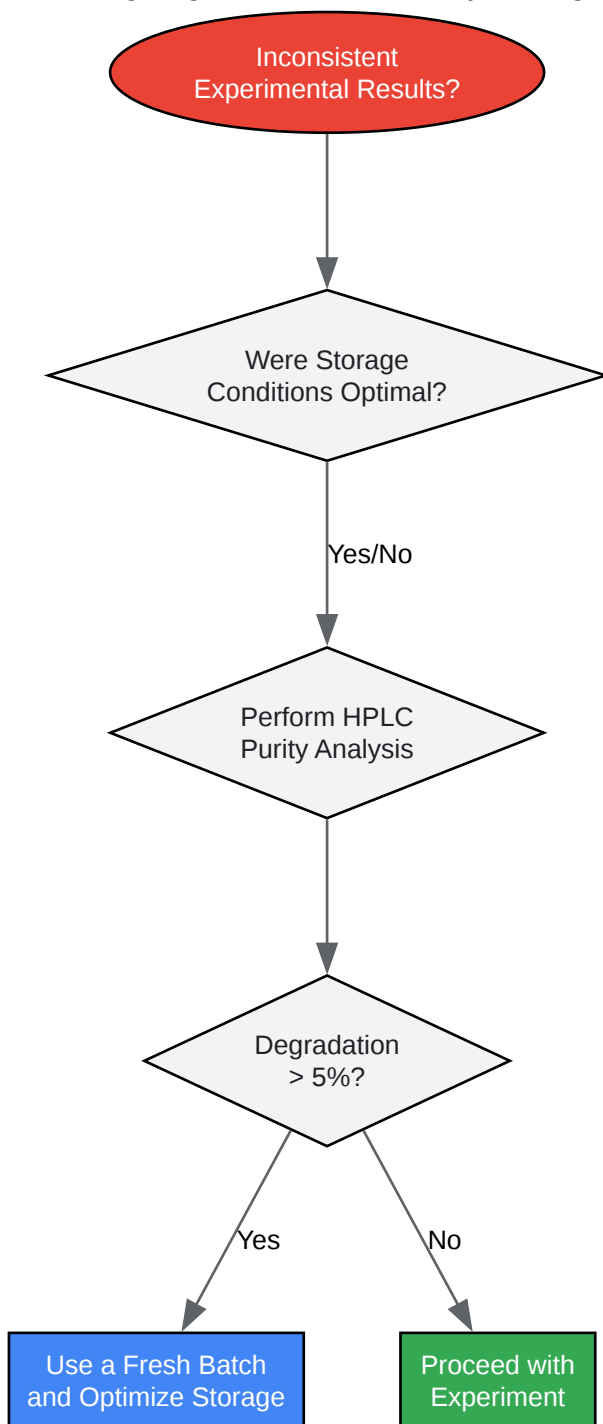 Inconsistent
Experimental Results?
Were Storage
Conditions Optimal?
Yes/No
Perform HPLC
Purity Analysis
Degradation
> 5%?
Yes
No
Use a Fresh Batch
and Optimize Storage
Proceed with
Experiment